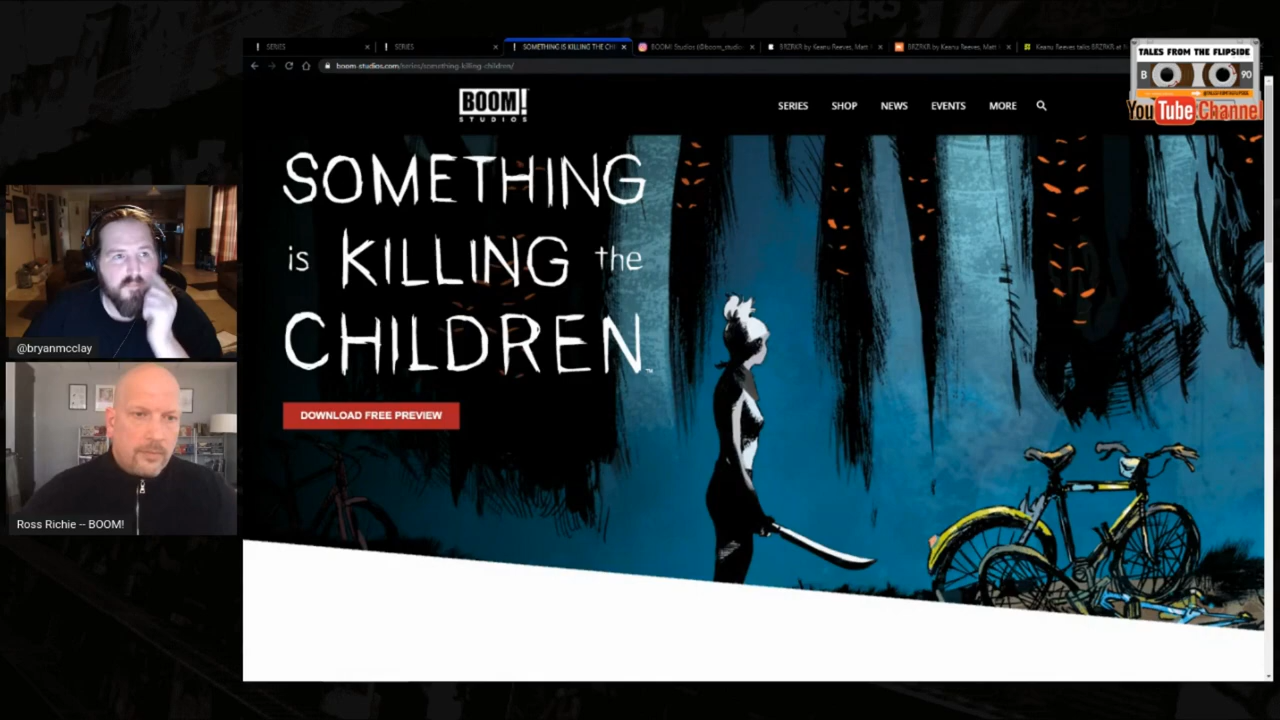 SERIES
SERIES
SOMETHING IS KILLING THE CHI
BOOM! Studios (@boom_studio
BRZRKR by Keanu Reeves, Matt
BRZRKR by Keanu Reeves, Matt
Keanu Reeves talks BRZRKR at
boom-studios.com/series/something-killing-children/
TALES FROM THE FLIPSIDE
B
90
YouTube Channel
BOOM!
STUDIOS
SERIES
SHOP
NEWS
EVENTS
MORE
SOMETHING
is KILLING the
CHILDREN
TM
DOWNLOAD FREE PREVIEW
@bryanmcclay
Ross Richie -- BOOM!